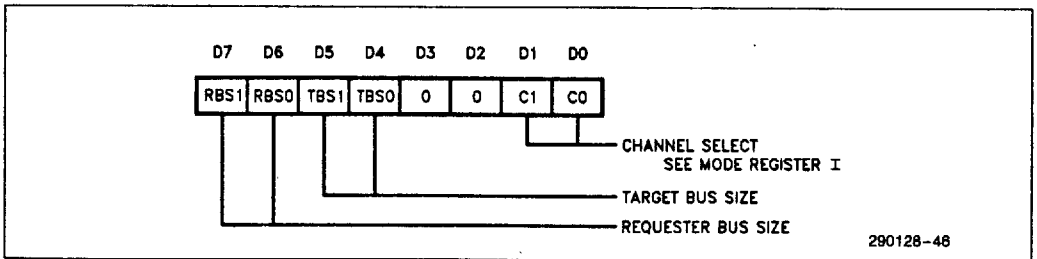 D7 D6 D5 D4 D3 D2 D1 D0
RBS1 RBS0 TBS1 TBS0 0 0 C1 C0
CHANNEL SELECT
SEE MODE REGISTER I
TARGET BUS SIZE
REQUESTER BUS SIZE
290128-46